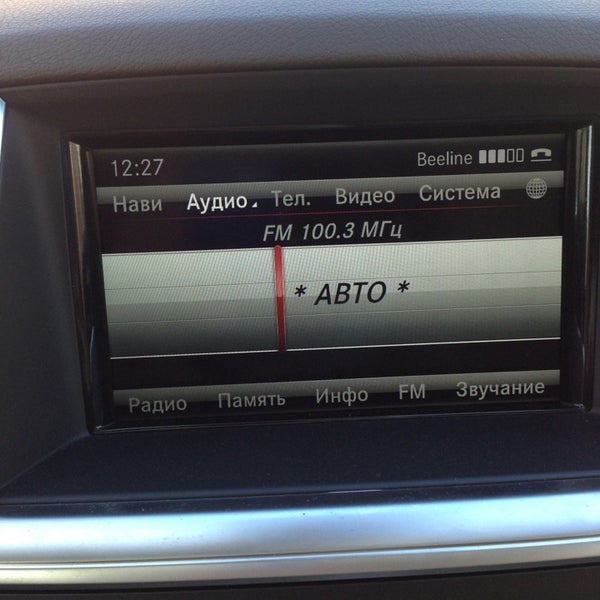 12:27 Beeline
Нави Аудио Тел. Видео Система
FM 100.3 МГц
* АВТО *
Радио Память Инфо FM Звучание